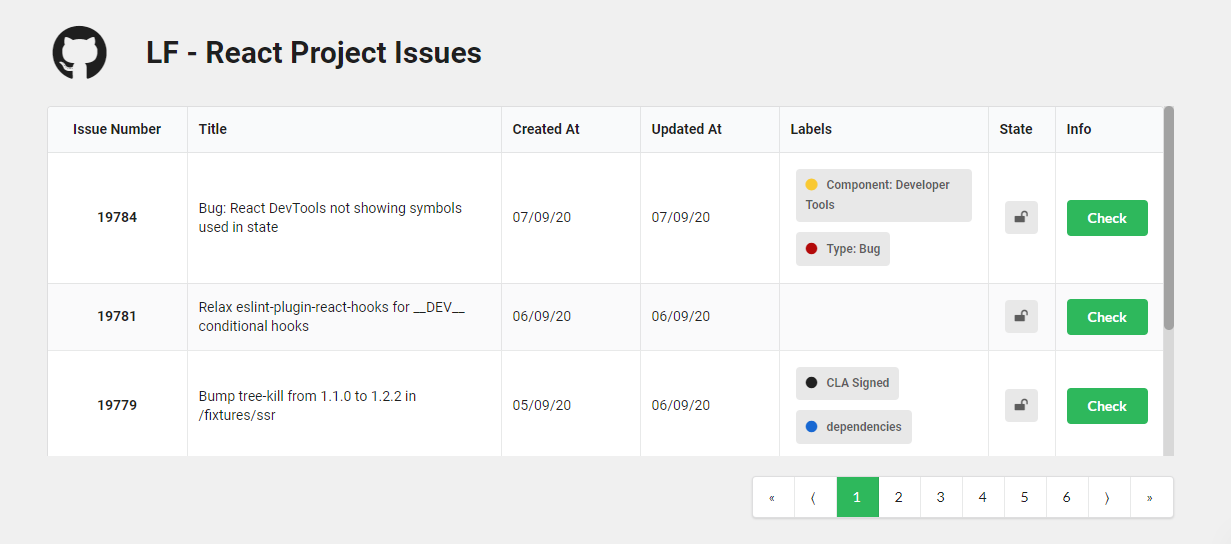 LF - React Project Issues
Issue Number Title Created At Updated At Labels State Info
19784
Bug: React DevTools not showing symbols
used in state
07/09/20
07/09/20
Component: Developer
Tools
Type: Bug
Check
19781
Relax eslint-plugin-react-hooks for __DEV__
conditional hooks
06/09/20
06/09/20
Check
19779
Bump tree-kill from 1.1.0 to 1.2.2 in
/fixtures/ssr
05/09/20
06/09/20
CLA Signed
dependencies
Check
« ⟨ 1 2 3 4 5 6 ⟩ »